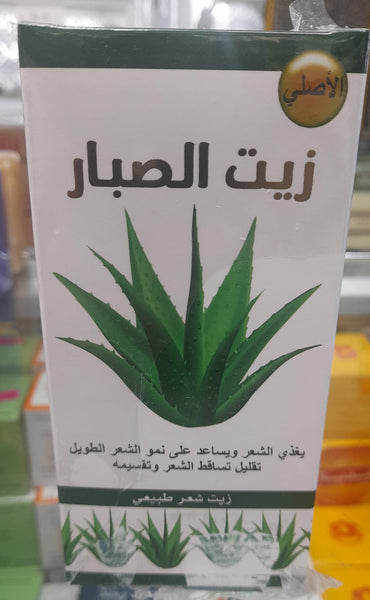 الأصلي
زيت الصبار
يغذي الشعر ويساعد على نمو الشعر الطويل
تقليل تساقط الشعر وتقسيمه
زيت شعر طبيعي